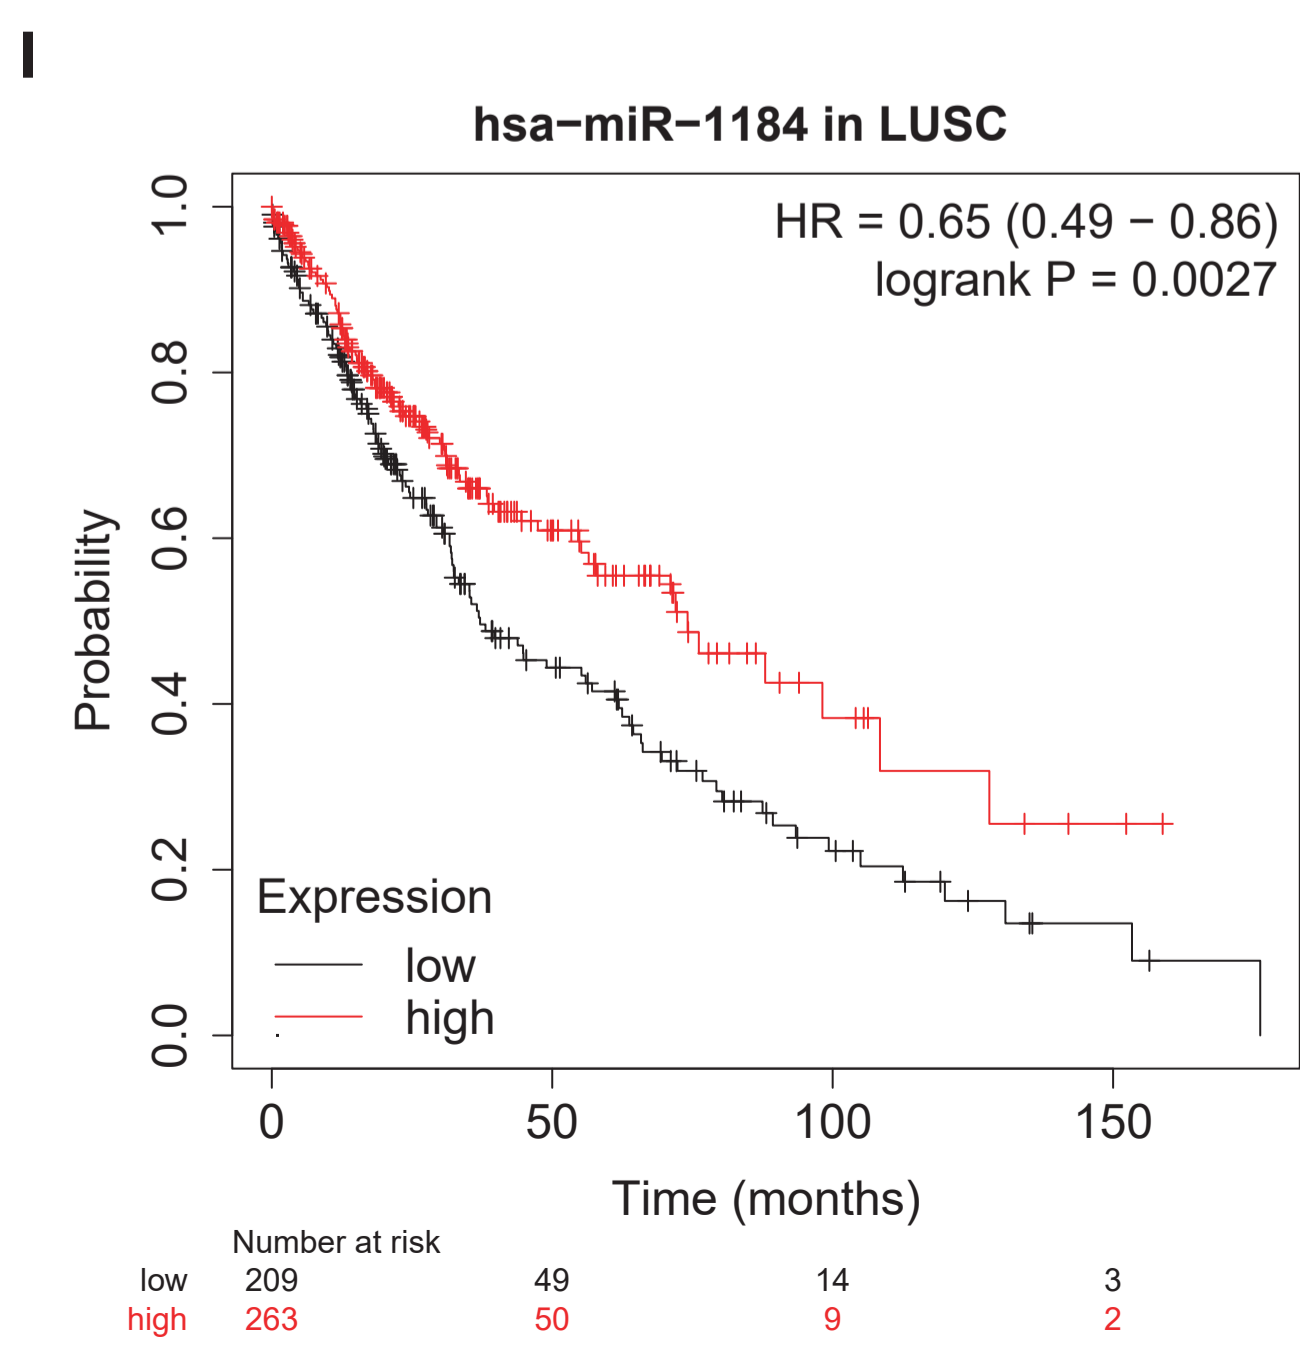 I
hsa−miR−1184 in LUSC
HR = 0.65 (0.49 − 0.86)
logrank P = 0.0027
Probability
1.0
0.8
0.6
0.4
0.2
0.0
Expression
low
high
0 50 100 150
Time (months)
Number at risk
low 209 49 14 3
high 263 50 9 2